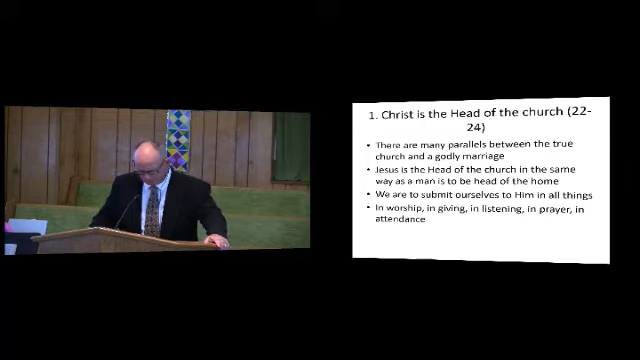 1. Christ is the Head of the church (22-
24)
• There are many parallels between the true
church and a godly marriage
• Jesus is the Head of the church in the same
way as a man is to be head of the home
• We are to submit ourselves to Him in all things
• In worship, in giving, in listening, in prayer, in
attendance